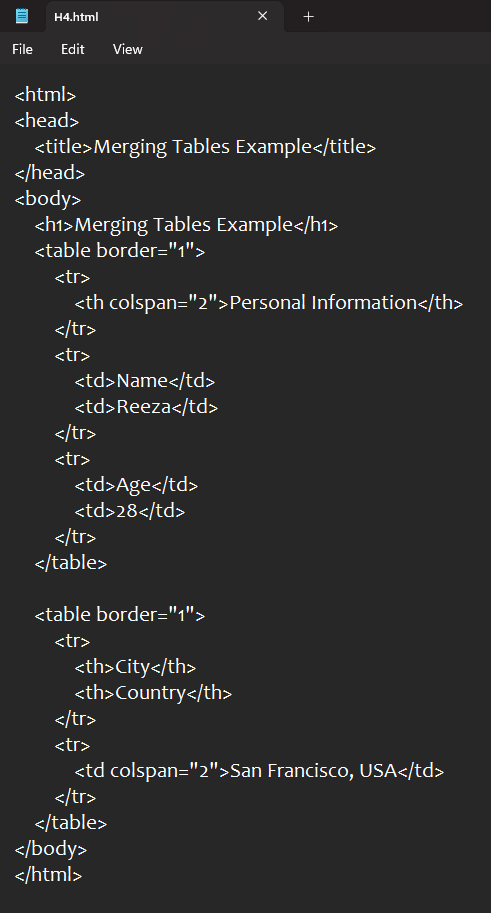 H4.html
File Edit View
<html>
<head>
    <title>Merging Tables Example</title>
</head>
<body>
    <h1>Merging Tables Example</h1>
    <table border="1">
        <tr>
            <th colspan="2">Personal Information</th>
        </tr>
        <tr>
            <td>Name</td>
            <td>Reeza</td>
        </tr>
        <tr>
            <td>Age</td>
            <td>28</td>
        </tr>
    </table>

    <table border="1">
        <tr>
            <th>City</th>
            <th>Country</th>
        </tr>
        <tr>
            <td colspan="2">San Francisco, USA</td>
        </tr>
    </table>
</body>
</html>